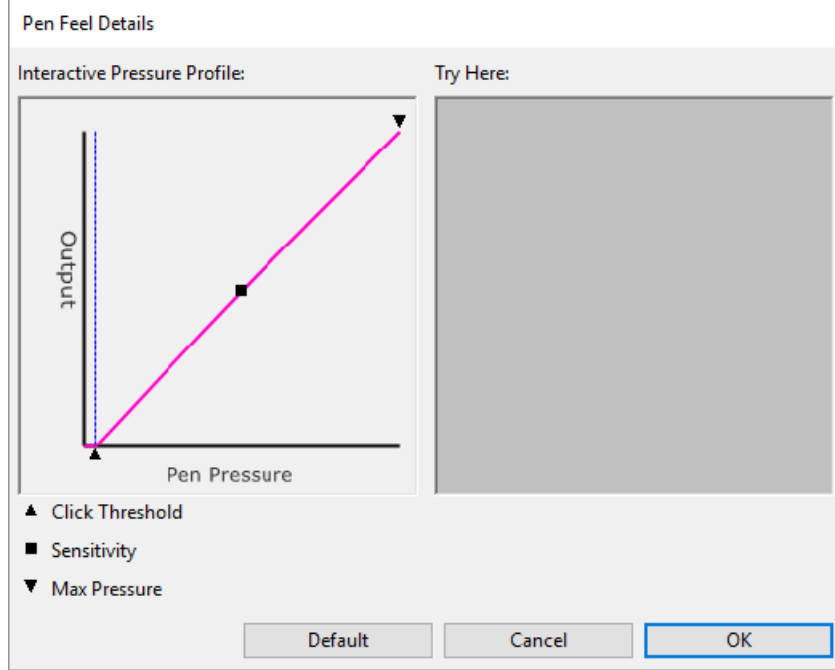 Pen Feel Details
Interactive Pressure Profile:
Try Here:
Output
Pen Pressure
Click Threshold
Sensitivity
Max Pressure
Default
Cancel
OK